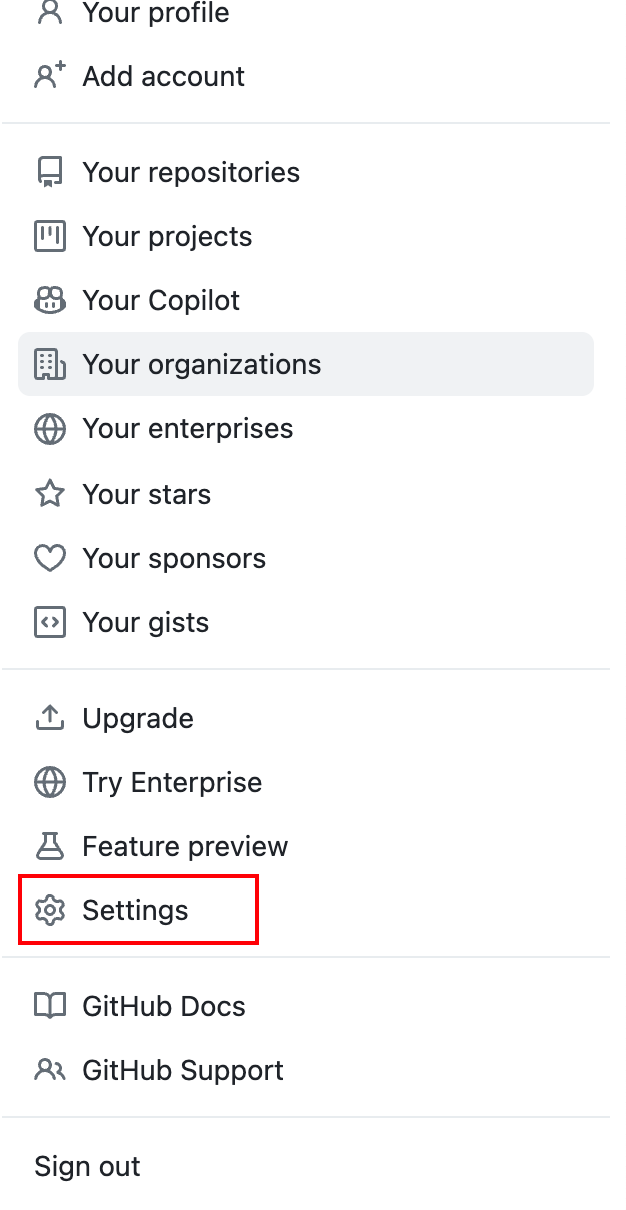 Your profile
Add account
Your repositories
Your projects
Your Copilot
Your organizations
Your enterprises
Your stars
Your sponsors
Your gists
Upgrade
Try Enterprise
Feature preview
Settings
GitHub Docs
GitHub Support
Sign out